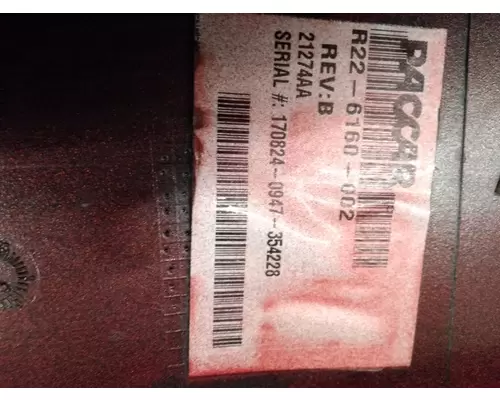 PACCAR
R22-6160-002
REV:B
21274AA
SERIAL #: 170824-0947-354228